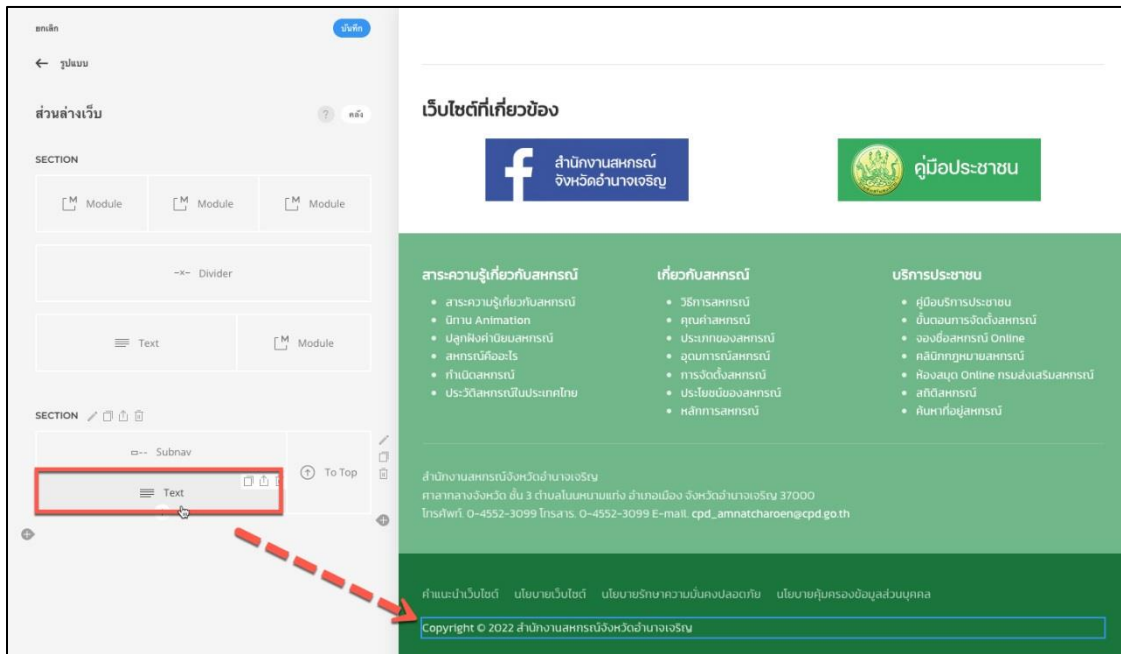 ยกเลิก
บันทึก
รูปแบบ
ส่วนล่างเว็บ
?
คลัง
SECTION
Module
Module
Module
Divider
Text
Module
SECTION
Subnav
To Top
Text
เว็บไซต์ที่เกี่ยวข้อง
สำนักงานสหกรณ์
จังหวัดอำนาจเจริญ
คู่มือประชาชน
สาระความรู้เกี่ยวกับสหกรณ์
สาระความรู้เกี่ยวกับสหกรณ์
นิทาน Animation
ปลูกฝังค่านิยมสหกรณ์
สหกรณ์คืออะไร
กำเนิดสหกรณ์
ประวัติสหกรณ์ในประเทศไทย
เกี่ยวกับสหกรณ์
วิธีการสหกรณ์
คุณค่าสหกรณ์
ประเภทของสหกรณ์
อุดมการณ์สหกรณ์
การจัดตั้งสหกรณ์
ประโยชน์ของสหกรณ์
หลักการสหกรณ์
บริการประชาชน
คู่มือบริการประชาชน
ขั้นตอนการจัดตั้งสหกรณ์
จองชื่อสหกรณ์ Online
คลินิกกฎหมายสหกรณ์
ห้องสมุด Online กรมส่งเสริมสหกรณ์
สถิติสหกรณ์
ค้นหาที่อยู่สหกรณ์
สำนักงานสหกรณ์จังหวัดอำนาจเจริญ
ศาลากลางจังหวัด ชั้น 3 ตำบลโนนหนามแท่ง อำเภอเมือง จังหวัดอำนาจเจริญ 37000
โทรศัพท์. 0-4552-3099 โทรสาร. 0-4552-3099 E-mail. cpd_amnatcharoen@cpd.go.th
คำแนะนำเว็บไซต์ นโยบายเว็บไซต์ นโยบายรักษาความมั่นคงปลอดภัย นโยบายคุ้มครองข้อมูลส่วนบุคคล
Copyright © 2022 สำนักงานสหกรณ์จังหวัดอำนาจเจริญ